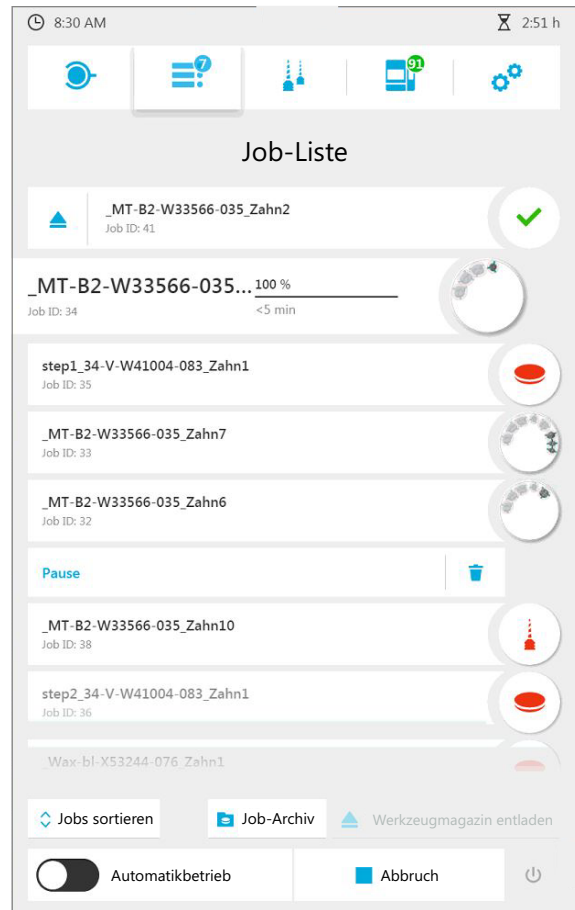 8:30 AM
2:51 h
7
91
Job-Liste
_MT-B2-W33566-035_Zahn2
Job ID: 41
_MT-B2-W33566-035... 100 %
Job ID: 34 <5 min
step1_34-V-W41004-083_Zahn1
Job ID: 35
_MT-B2-W33566-035_Zahn7
Job ID: 33
_MT-B2-W33566-035_Zahn6
Job ID: 32
Pause
_MT-B2-W33566-035_Zahn10
Job ID: 38
step2_34-V-W41004-083_Zahn1
Job ID: 36
_Wax-bl-X53244-076_Zahn1
Jobs sortieren
Job-Archiv
Werkzeugmagazin entladen
Automatikbetrieb
Abbruch